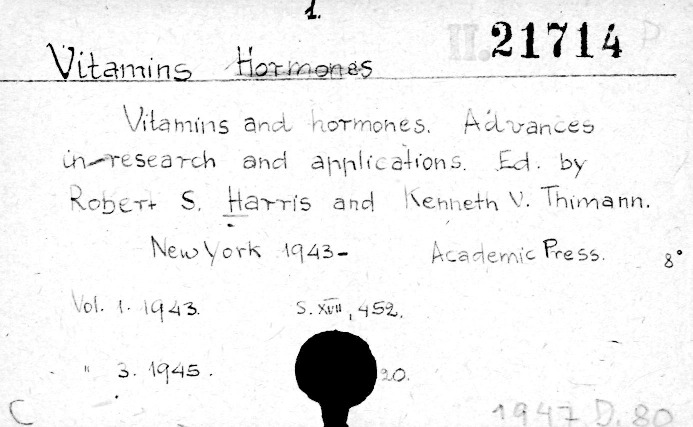 1.
II. 21714 P
Vitamins Hormones
Vitamins and hormones. Advances
in research and applications. Ed. by
Robert S. Harris and Kenneth V. Thimann.
New York 1943- Academic Press. 8°
Vol. 1. 1943. S. XVII, 452.
" 3. 1945. 20.
C 1947 D. 80